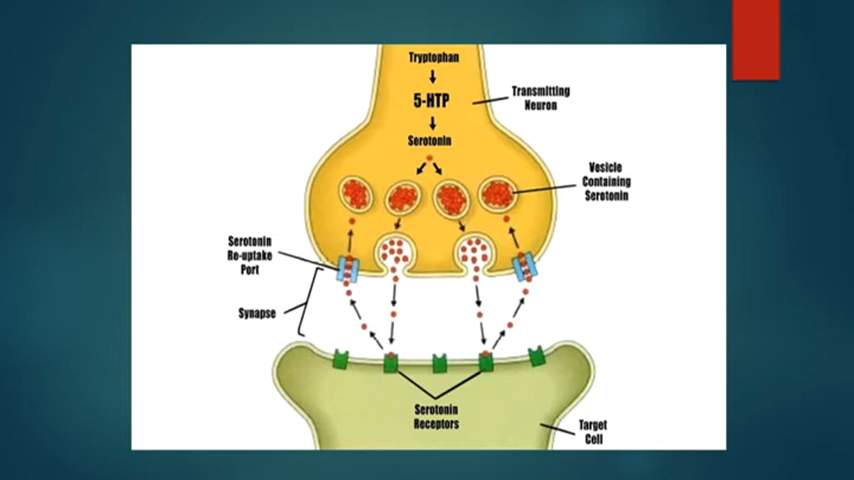 Tryptophan
5-HTP
Transmitting
Neuron
Serotonin
Vesicle
Containing
Serotonin
Serotonin
Re-uptake
Port
Synapse
Serotonin
Receptors
Target
Cell